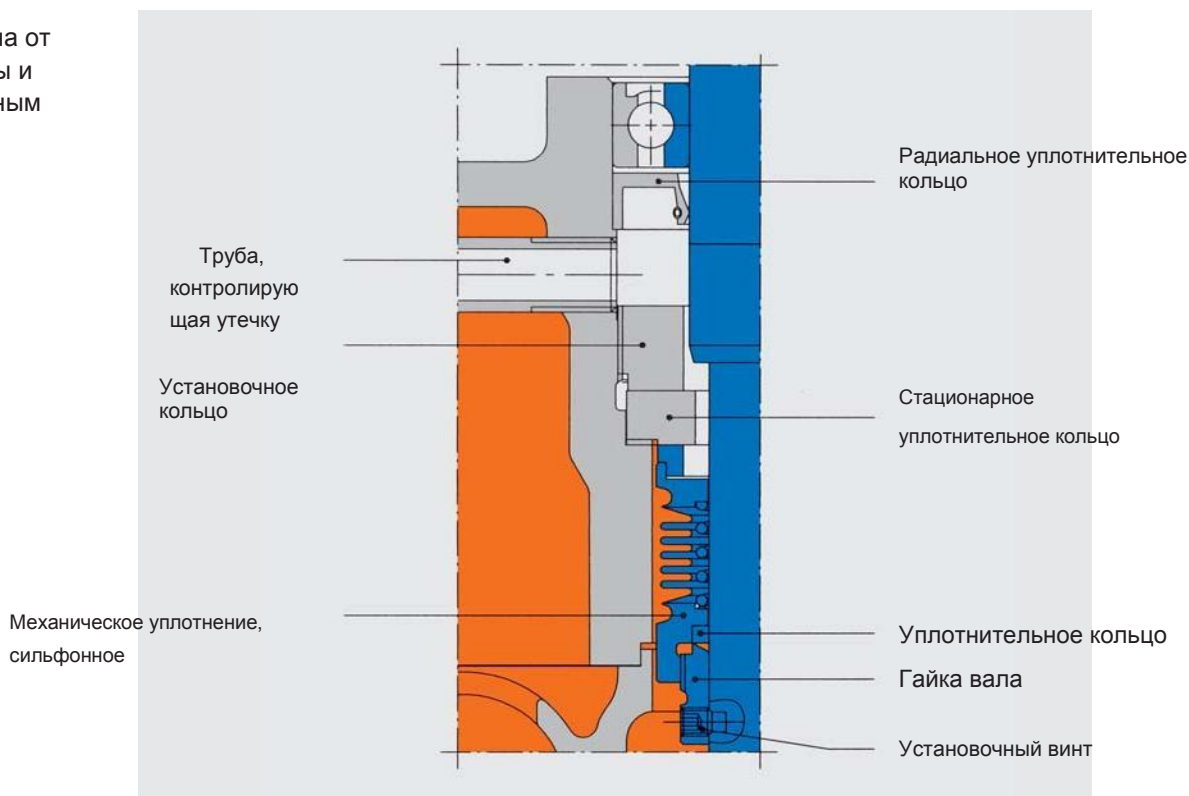 на от
ы и
ным
Радиальное уплотнительное
кольцо
Труба,
контролирую
щая утечку
Установочное
кольцо
Стационарное
уплотнительное кольцо
Механическое уплотнение,
сильфонное
Уплотнительное кольцо
Гайка вала
Установочный винт